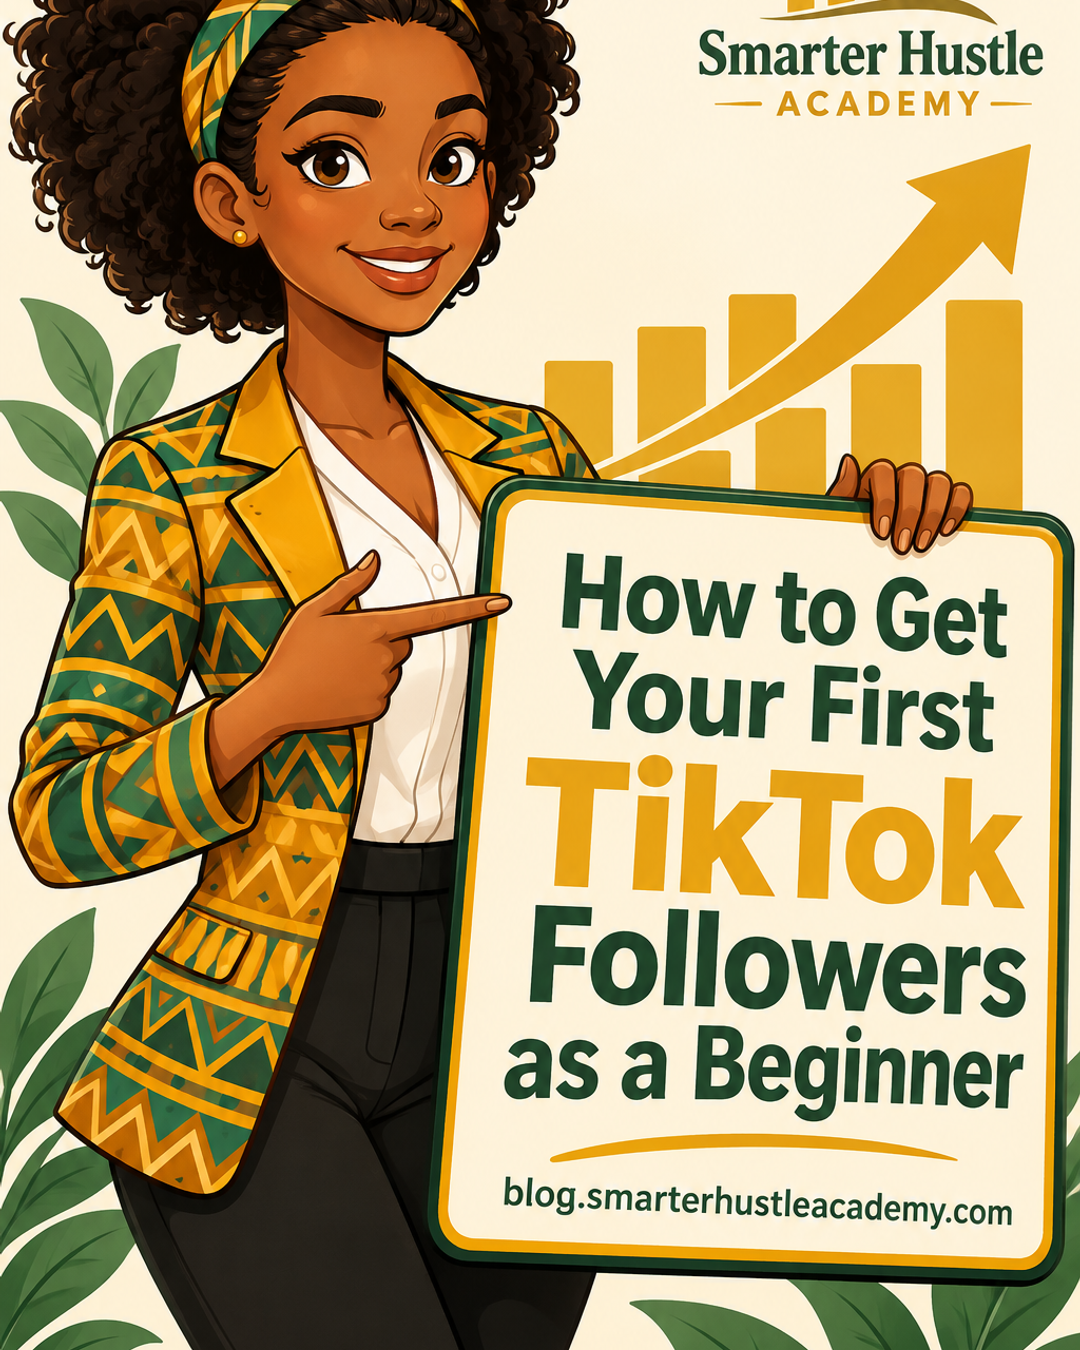 Smarter Hustle
ACADEMY
How to Get
Your First
TikTok
Followers
as a Beginner
blog.smarterhustleacademy.com